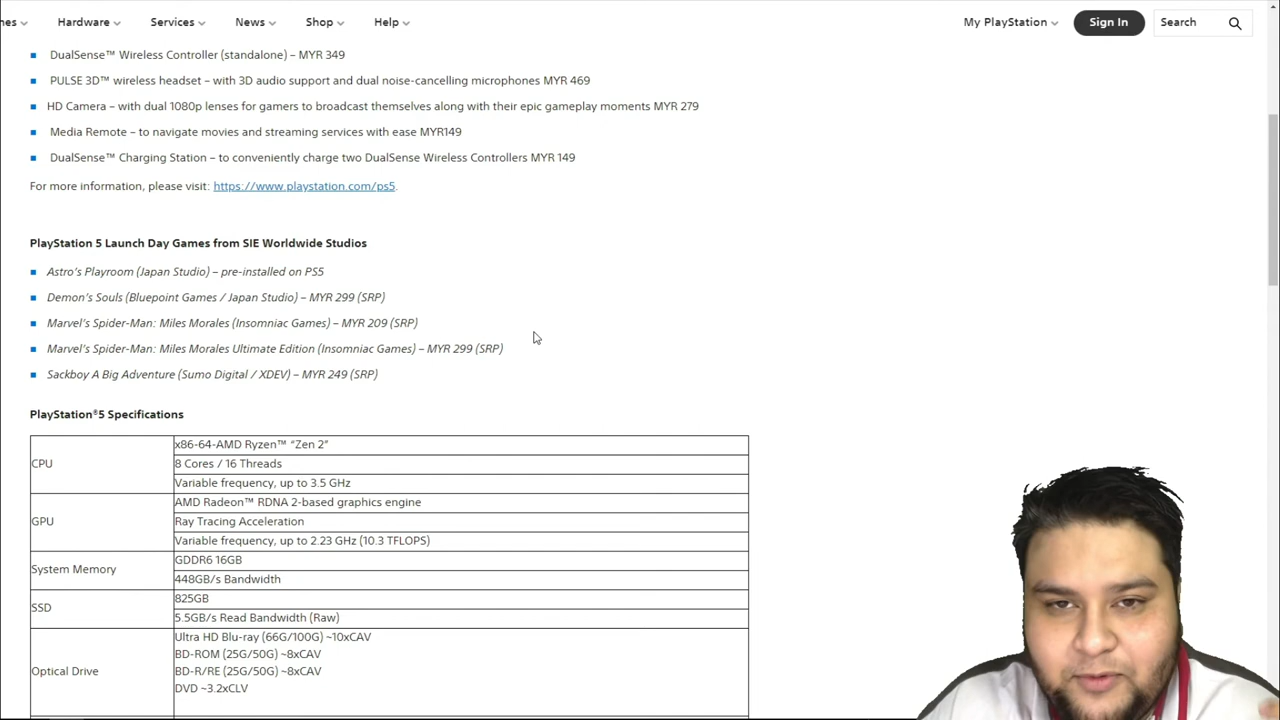 nes Hardware Services News Shop Help My PlayStation Sign In Search
DualSense™ Wireless Controller (standalone) – MYR 349
PULSE 3D™ wireless headset – with 3D audio support and dual noise-cancelling microphones MYR 469
HD Camera – with dual 1080p lenses for gamers to broadcast themselves along with their epic gameplay moments MYR 279
Media Remote – to navigate movies and streaming services with ease MYR149
DualSense™ Charging Station – to conveniently charge two DualSense Wireless Controllers MYR 149
For more information, please visit: https://www.playstation.com/ps5.
PlayStation 5 Launch Day Games from SIE Worldwide Studios
Astro’s Playroom (Japan Studio) – pre-installed on PS5
Demon’s Souls (Bluepoint Games / Japan Studio) – MYR 299 (SRP)
Marvel’s Spider-Man: Miles Morales (Insomniac Games) – MYR 209 (SRP)
Marvel’s Spider-Man: Miles Morales Ultimate Edition (Insomniac Games) – MYR 299 (SRP)
Sackboy A Big Adventure (Sumo Digital / XDEV) – MYR 249 (SRP)
PlayStation®5 Specifications
CPU
x86-64-AMD Ryzen™ “Zen 2”
8 Cores / 16 Threads
Variable frequency, up to 3.5 GHz
GPU
AMD Radeon™ RDNA 2-based graphics engine
Ray Tracing Acceleration
Variable frequency, up to 2.23 GHz (10.3 TFLOPS)
System Memory
GDDR6 16GB
448GB/s Bandwidth
SSD
825GB
5.5GB/s Read Bandwidth (Raw)
Optical Drive
Ultra HD Blu-ray (66G/100G) ~10xCAV
BD-ROM (25G/50G) ~8xCAV
BD-R/RE (25G/50G) ~8xCAV
DVD ~3.2xCLV